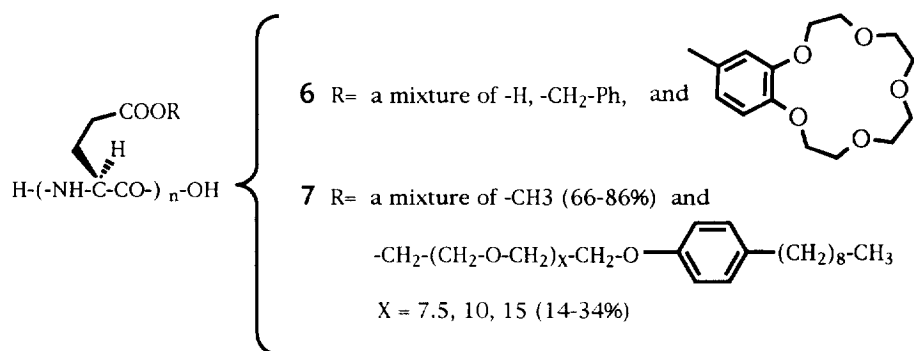 6 R= a mixture of -H, -CH2-Ph, and
O O O O O
COOR
H
H-(-NH-C-CO-)n-OH
7 R= a mixture of -CH3 (66-86%) and
-CH2-(CH2-O-CH2)X-CH2-O (CH2)8-CH3
X = 7.5, 10, 15 (14-34%)